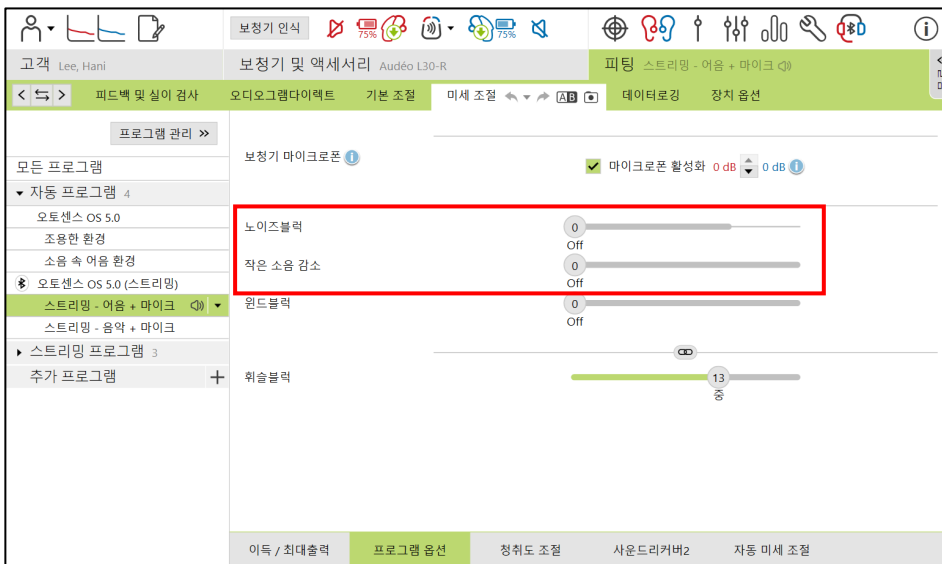 보청기 인식
75%
75%
고객 Lee, Hani
보청기 및 액세서리 Audéo L30-R
피팅 스트리밍 - 어음 + 마이크
피드백 및 실이 검사
오디오그램다이렉트
기본 조절
미세 조절
AB
데이터로깅
장치 옵션
프로그램 관리
모든 프로그램
자동 프로그램 4
오토센스 OS 5.0
조용한 환경
소음 속 어음 환경
오토센스 OS 5.0 (스트리밍)
스트리밍 - 어음 + 마이크
스트리밍 - 음악 + 마이크
스트리밍 프로그램 3
추가 프로그램
보청기 마이크로폰
마이크로폰 활성화 0 dB 0 dB
노이즈블럭
0
Off
작은 소음 감소
0
Off
윈드블럭
0
Off
휘슬블럭
13
중
이득 / 최대출력
프로그램 옵션
청취도 조절
사운드리커버2
자동 미세 조절